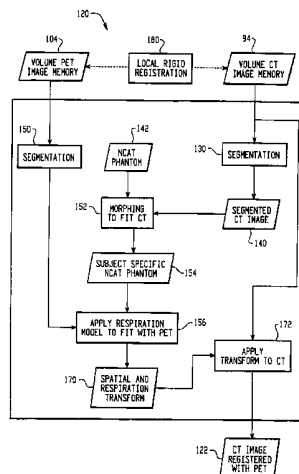 120
104
180
94
VOLUME PET
IMAGE MEMORY
LOCAL RIGID
REGISTRATION
VOLUME CT
IMAGE MEMORY
150
142
130
SEGMENTATION
NCAT
PHANTOM
SEGMENTATION
152
MORPHING
TO FIT CT
SEGMENTED
CT IMAGE
140
SUBJECT SPECIFIC
NCAT PHANTOM
154
156
172
APPLY RESPIRATION
MODEL TO FIT WITH PET
APPLY
TRANSFORM TO CT
170
SPATIAL AND
RESPIRATION
TRANSFORM
122
CT IMAGE
REGISTERED
WITH PET